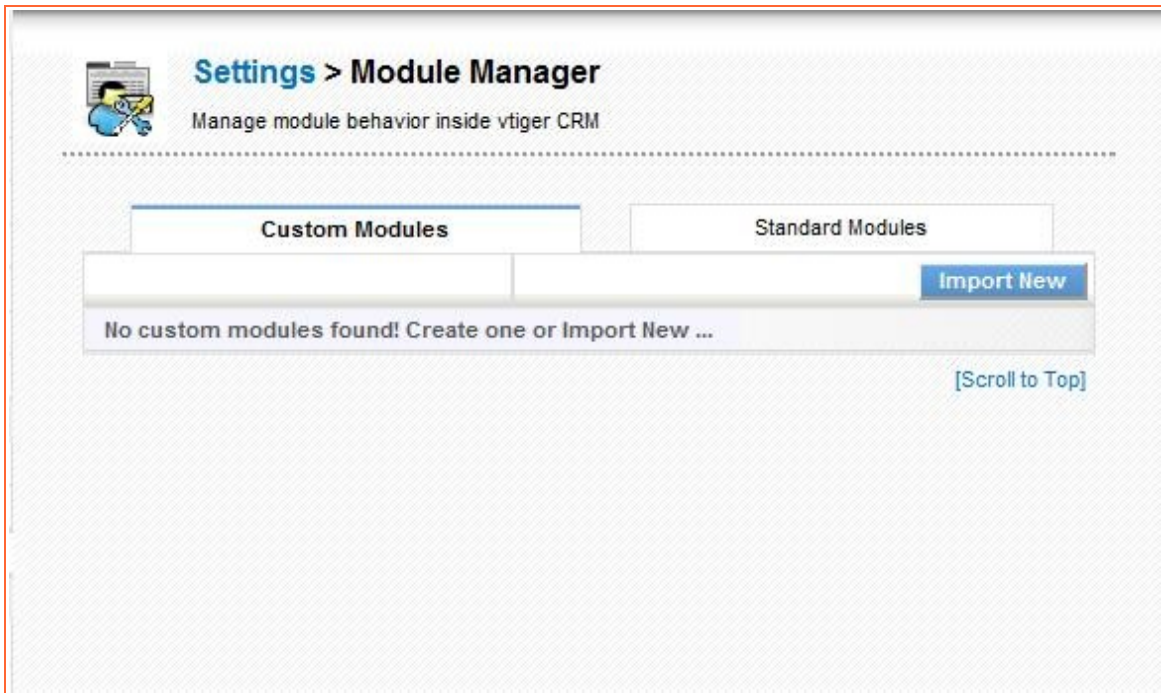 Settings > Module Manager
Manage module behavior inside vtiger CRM
Custom Modules
Standard Modules
Import New
No custom modules found! Create one or Import New ...
[Scroll to Top]